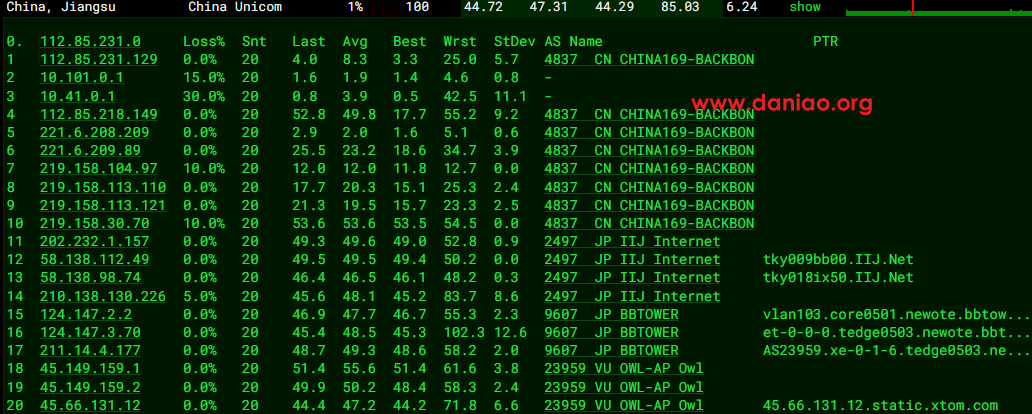 China, Jiangsu China Unicom 1% 100 44.72 47.31 44.29 85.03 6.24 show
0. 112.85.231.0 Loss% Snt Last Avg Best Wrst StDev AS Name PTR
1 112.85.231.129 0.0% 20 4.0 8.3 3.3 25.0 5.7 4837 CN CHINA169-BACKBON
2 10.101.0.1 15.0% 20 1.6 1.9 1.4 4.6 0.8 -
3 10.41.0.1 30.0% 20 0.8 3.9 0.5 42.5 11.1 -
www.daniao.org
4 112.85.218.149 0.0% 20 52.8 49.8 17.7 55.2 9.2 4837 CN CHINA169-BACKBON
5 221.6.208.209 0.0% 20 2.9 2.0 1.6 5.1 0.6 4837 CN CHINA169-BACKBON
6 221.6.209.89 0.0% 20 25.5 23.2 18.6 34.7 3.9 4837 CN CHINA169-BACKBON
7 219.158.104.97 10.0% 20 12.0 12.0 11.8 12.7 0.0 4837 CN CHINA169-BACKBON
8 219.158.113.110 0.0% 20 17.7 20.3 15.1 25.3 2.4 4837 CN CHINA169-BACKBON
9 219.158.113.121 0.0% 20 21.3 19.5 15.7 23.3 2.5 4837 CN CHINA169-BACKBON
10 219.158.30.70 10.0% 20 53.6 53.6 53.5 54.5 0.0 4837 CN CHINA169-BACKBON
11 202.232.1.157 0.0% 20 49.3 49.6 49.0 52.8 0.9 2497 JP IIJ Internet
12 58.138.112.49 0.0% 20 49.5 49.5 49.4 50.2 0.0 2497 JP IIJ Internet tky009bb00.IIJ.Net
13 58.138.98.74 0.0% 20 46.4 46.3 46.1 48.2 0.3 2497 JP IIJ Internet tky018ix50.IIJ.Net
14 210.138.130.226 5.0% 20 45.6 48.1 45.2 83.7 8.6 2497 JP IIJ Internet
15 124.147.2.2 0.0% 20 46.9 47.7 46.7 55.3 2.3 9607 JP BBTOWER vlan103.core0501.newote.bbtow...
16 124.147.3.70 0.0% 20 45.4 48.5 45.3 102.3 12.6 9607 JP BBTOWER et-0-0-0.tedge0503.newote.bbt...
17 211.14.4.177 0.0% 20 48.7 49.3 48.6 58.2 2.0 9607 JP BBTOWER AS23959.xe-0-1-6.tedge0503.ne...
18 45.149.159.1 0.0% 20 51.4 55.6 51.4 61.6 3.8 23959 VU OWL-AP Owl
19 45.149.159.2 0.0% 20 49.9 50.2 48.4 58.3 2.4 23959 VU OWL-AP Owl
20 45.66.131.12 0.0% 20 44.4 47.2 44.2 71.8 6.6 23959 VU OWL-AP Owl 45.66.131.12.static.xtom.com